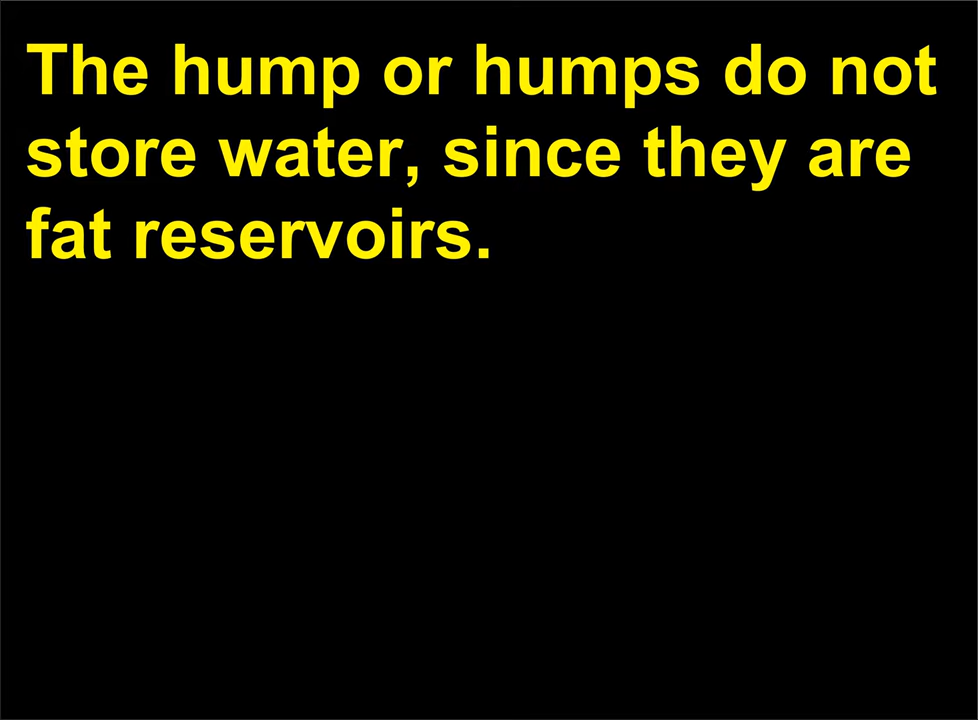 The hump or humps do not
store water, since they are
fat reservoirs.